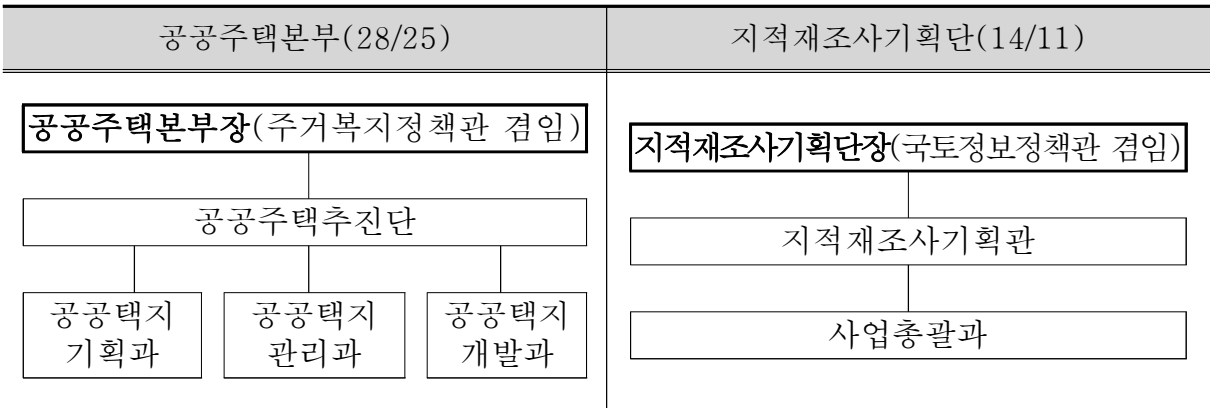 공공주택본부(28/25)
지적재조사기획단(14/11)
공공주택본부장(주거복지정책관 겸임)
공공주택추진단
공공택지
기획과
공공택지
관리과
공공택지
개발과
지적재조사기획단장(국토정보정책관 겸임)
지적재조사기획관
사업총괄과